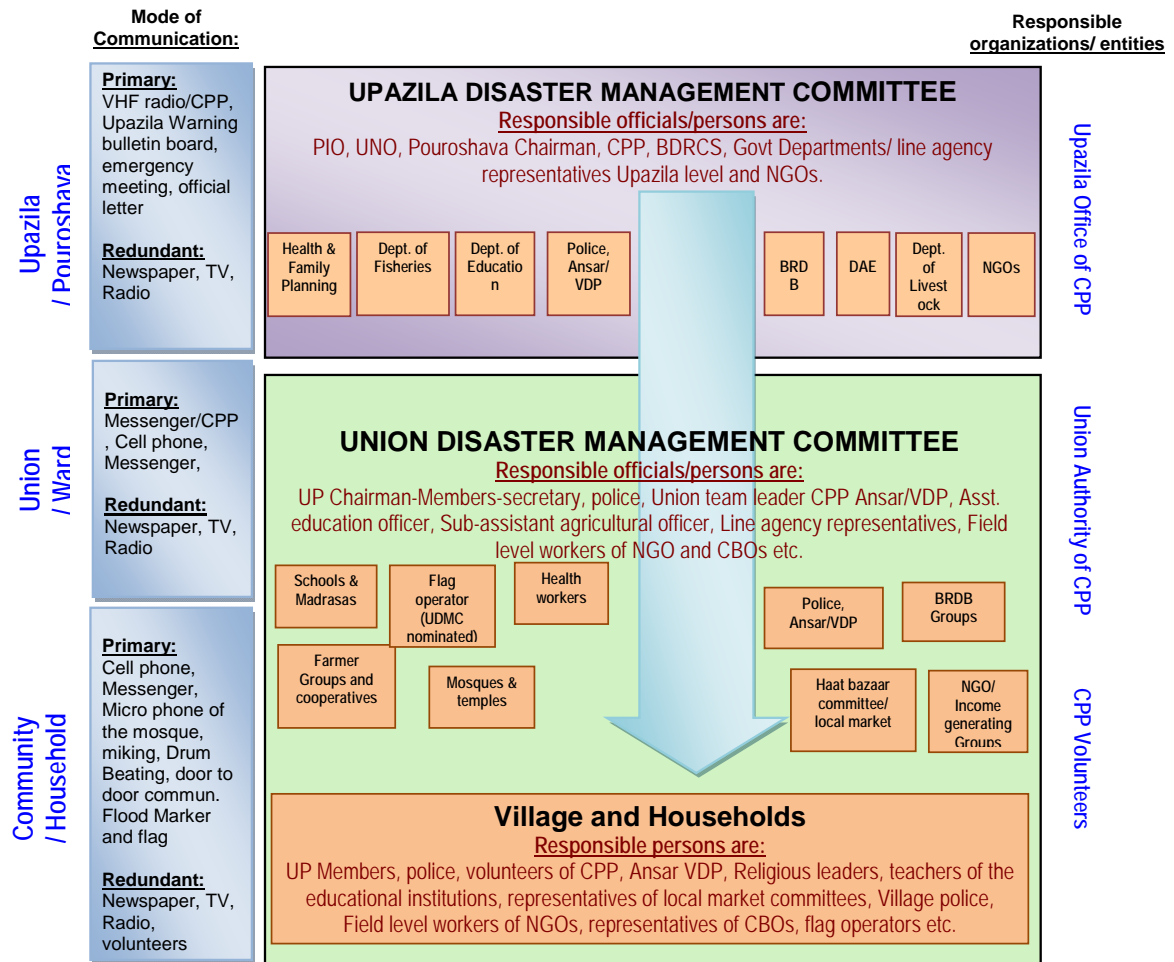 Mode of
Communication:
Responsible
organizations/ entities
Upazila
/ Pouroshava
Primary:
VHF radio/CPP,
Upazila Warning
bulletin board,
emergency
meeting, official
letter
Redundant:
Newspaper, TV,
Radio
UPAZILA DISASTER MANAGEMENT COMMITTEE
Responsible officials/persons are:
PIO, UNO, Pouroshava Chairman, CPP, BDRCS, Govt Departments/ line agency
representatives Upazila level and NGOs.
Health &
Family
Planning
Dept. of
Fisheries
Dept. of
Educatio
n
Police,
Ansar/
VDP
BRD
B
DAE
Dept.
of
Livest
ock
NGOs
Upazila Office of CPP
Union
/ Ward
Primary:
Messenger/CPP
, Cell phone,
Messenger,
Redundant:
Newspaper, TV,
Radio
UNION DISASTER MANAGEMENT COMMITTEE
Responsible officials/persons are:
UP Chairman-Members-secretary, police, Union team leader CPP Ansar/VDP, Asst.
education officer, Sub-assistant agricultural officer, Line agency representatives, Field
level workers of NGO and CBOs etc.
Schools &
Madrasas
Flag
operator
(UDMC
nominated)
Health
workers
Police,
Ansar/VDP
BRDB
Groups
Farmer
Groups and
cooperatives
Mosques &
temples
Haat bazaar
committee/
local market
NGO/
Income
generating
Groups
Union Authority of CPP
Community
/ Household
Primary:
Cell phone,
Messenger,
Micro phone of
the mosque,
miking, Drum
Beating, door to
door commun.
Flood Marker
and flag
Redundant:
Newspaper, TV,
Radio,
volunteers
Village and Households
Responsible persons are:
UP Members, police, volunteers of CPP, Ansar VDP, Religious leaders, teachers of the
educational institutions, representatives of local market committees, Village police,
Field level workers of NGOs, representatives of CBOs, flag operators etc.
CPP Volunteers